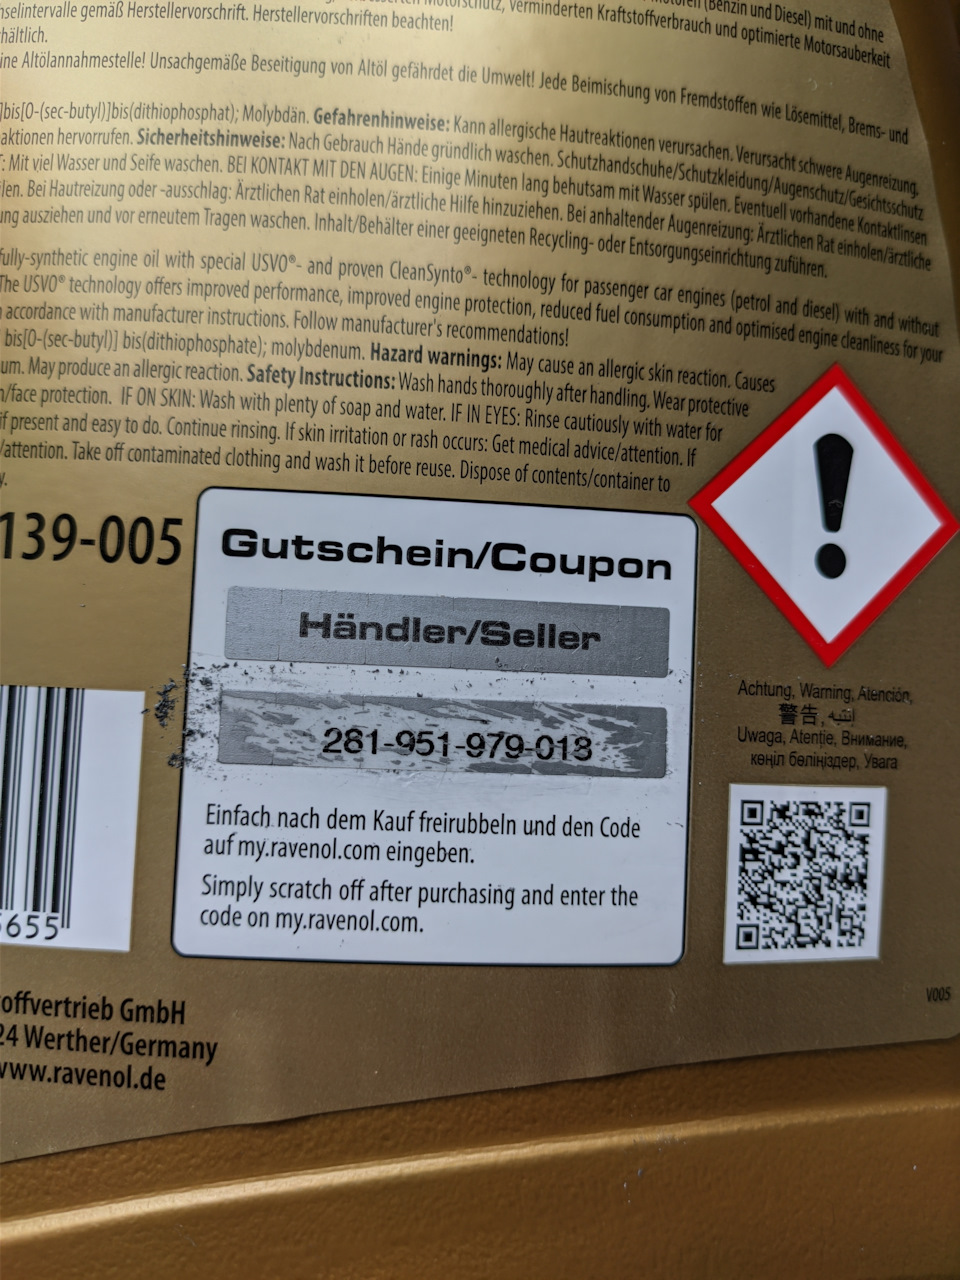 Motorschutz, verminderten Kraftstoffverbrauch und optimierte Motorsauberkeit
(Benzin und Diesel) mit und ohne
gemäß Herstellervorschrift. Herstellervorschriften beachten!
Altölannahmestelle! Unsachgemäße Beseitigung von Altöl gefährdet die Umwelt! Jede Beimischung von Fremdstoffen wie Lösemittel, Brems- und
]bis[O-(sec-butyl)]bis(dithiophosphat); Molybdän. Gefahrenhinweise: Kann allergische Hautreaktionen verursachen. Verursacht schwere Augenreizung.
hervorrufen. Sicherheitshinweise: Nach Gebrauch Hände gründlich waschen. Schutzhandschuhe/Schutzkleidung/Augenschutz/Gesichtsschutz
: Mit viel Wasser und Seife waschen. BEI KONTAKT MIT DEN AUGEN: Einige Minuten lang behutsam mit Wasser spülen. Eventuell vorhandene Kontaktlinsen
Bei Hautreizung oder -ausschlag: Ärztlichen Rat einholen/ärztliche Hilfe hinzuziehen. Bei anhaltender Augenreizung: Ärztlichen Rat einholen/ärztliche
ausziehen und vor erneutem Tragen waschen. Inhalt/Behälter einer geeigneten Recycling- oder Entsorgungseinrichtung zuführen.
fully-synthetic engine oil with special USVO®- and proven CleanSynto®- technology for passenger car engines (petrol and diesel) with and without
The USVO® technology offers improved performance, improved engine protection, reduced fuel consumption and optimised engine cleanliness for your
accordance with manufacturer instructions. Follow manufacturer's recommendations!
bis[O-(sec-butyl)] bis(dithiophosphate); molybdenum. Hazard warnings: May cause an allergic skin reaction. Causes
um. May produce an allergic reaction. Safety Instructions: Wash hands thoroughly after handling. Wear protective
/face protection. IF ON SKIN: Wash with plenty of soap and water. IF IN EYES: Rinse cautiously with water for
if present and easy to do. Continue rinsing. If skin irritation or rash occurs: Get medical advice/attention. If
/attention. Take off contaminated clothing and wash it before reuse. Dispose of contents/container to
y.
139-005
Gutschein/Coupon
Händler/Seller
281-951-979-013
Einfach nach dem Kauf freirubbeln und den Code
auf my.ravenol.com eingeben.
Simply scratch off after purchasing and enter the
code on my.ravenol.com.
Achtung, Warning, Atención,
警告, انتبه
Uwaga, Atenție, Внимание,
көңіл бөліңіздер, Увага
5655
V005
offvertrieb GmbH
24 Werther/Germany
www.ravenol.de